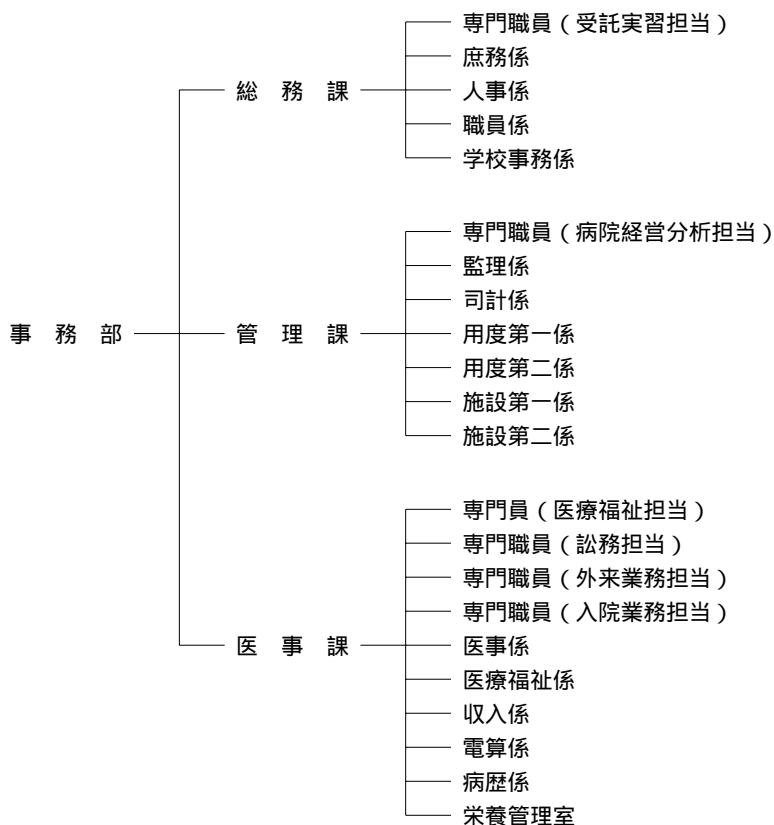 専門職員(受託実習担当)
庶務係
総務課
人事係
職員係
学校事務係
専門職員(病院経営分析担当)
監理係
司計係
事務部
管理課
用度第一係
用度第二係
施設第一係
施設第二係
専門員(医療福祉担当)
専門職員(訟務担当)
専門職員(外来業務担当)
専門職員(入院業務担当)
医事課
医事係
医療福祉係
収入係
電算係
病歴係
栄養管理室